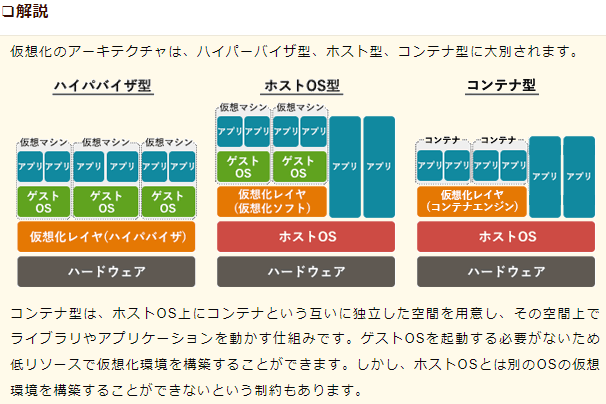 ❏解説
仮想化のアーキテクチャは、ハイパーバイザ型、ホスト型、コンテナ型に大別されます。
ハイパバイザ型
仮想マシン 仮想マシン 仮想マシン
アプリ アプリ アプリ アプリ アプリ アプリ
ゲストOS ゲストOS ゲストOS
仮想化レイヤ(ハイパバイザ)
ハードウェア
ホストOS型
仮想マシン 仮想マシン
アプリ アプリ アプリ アプリ
ゲストOS ゲストOS
アプリ アプリ
仮想化レイヤ
(仮想化ソフト)
ホストOS
ハードウェア
コンテナ型
コンテナ コンテナ
アプリ アプリ アプリ アプリ
アプリ アプリ
仮想化レイヤ
(コンテナエンジン)
ホストOS
ハードウェア
コンテナ型は、ホストOS上にコンテナという互いに独立した空間を用意し、その空間上で
ライブラリやアプリケーションを動かす仕組みです。ゲストOSを起動する必要がないため
低リソースで仮想化環境を構築することができます。しかし、ホストOSとは別のOSの仮想
環境を構築することができないという制約もあります。